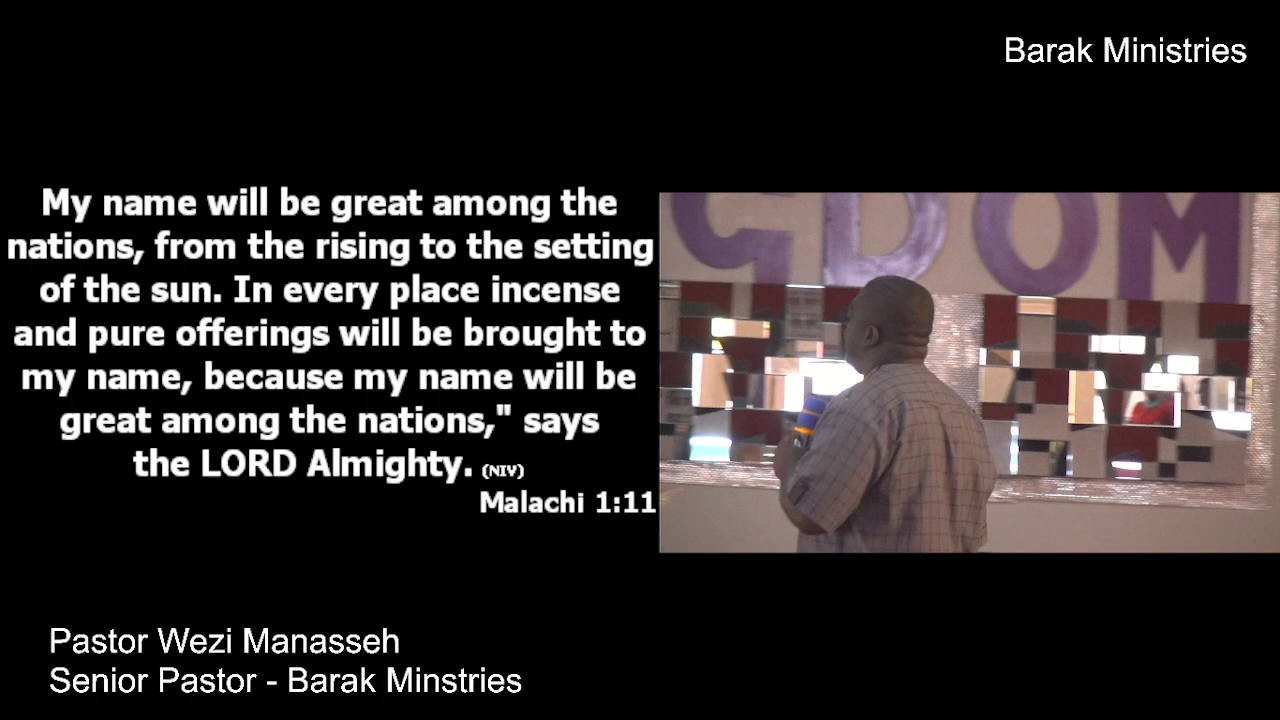 Barak Ministries
My name will be great among the
nations, from the rising to the setting
of the sun. In every place incense
and pure offerings will be brought to
my name, because my name will be
great among the nations," says
the LORD Almighty. (NIV)
Malachi 1:11
GDOM
Pastor Wezi Manasseh
Senior Pastor - Barak Minstries